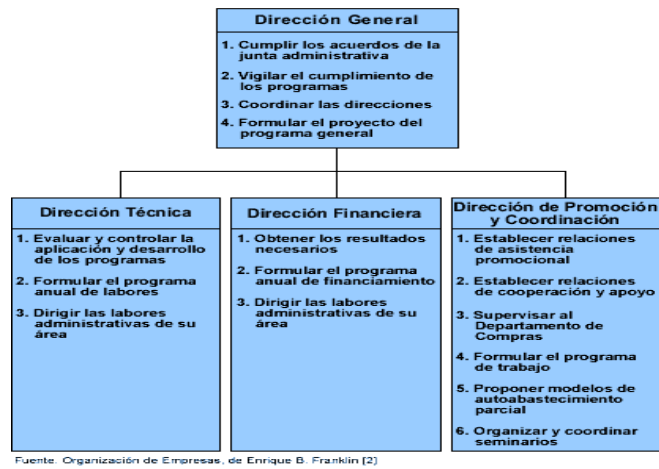 Dirección General
1. Cumplir los acuerdos de la
junta administrativa
2. Vigilar el cumplimiento de
los programas
3. Coordinar las direcciones
4. Formular el proyecto del
programa general
Dirección Técnica
1. Evaluar y controlar la
aplicación y desarrollo
de los programas
2. Formular el programa
anual de labores
3. Dirigir las labores
administrativas de su
área
Dirección Financiera
1. Obtener los resultados
necesarios
2. Formular el programa
anual de financiamiento
3. Dirigir las labores
administrativas de su
área
Dirección de Promoción
y Coordinación
1. Establecer relaciones
de asistencia
promocional
2. Establecer relaciones
de cooperación y apoyo
3. Supervisar al
Departamento de
Compras
4. Formular el programa
de trabajo
5. Proponer modelos de
autoabastecimiento
parcial
6. Organizar y coordinar
seminarios
Fuente. Organización de Empresas, de Enrique B. Franklin [2]